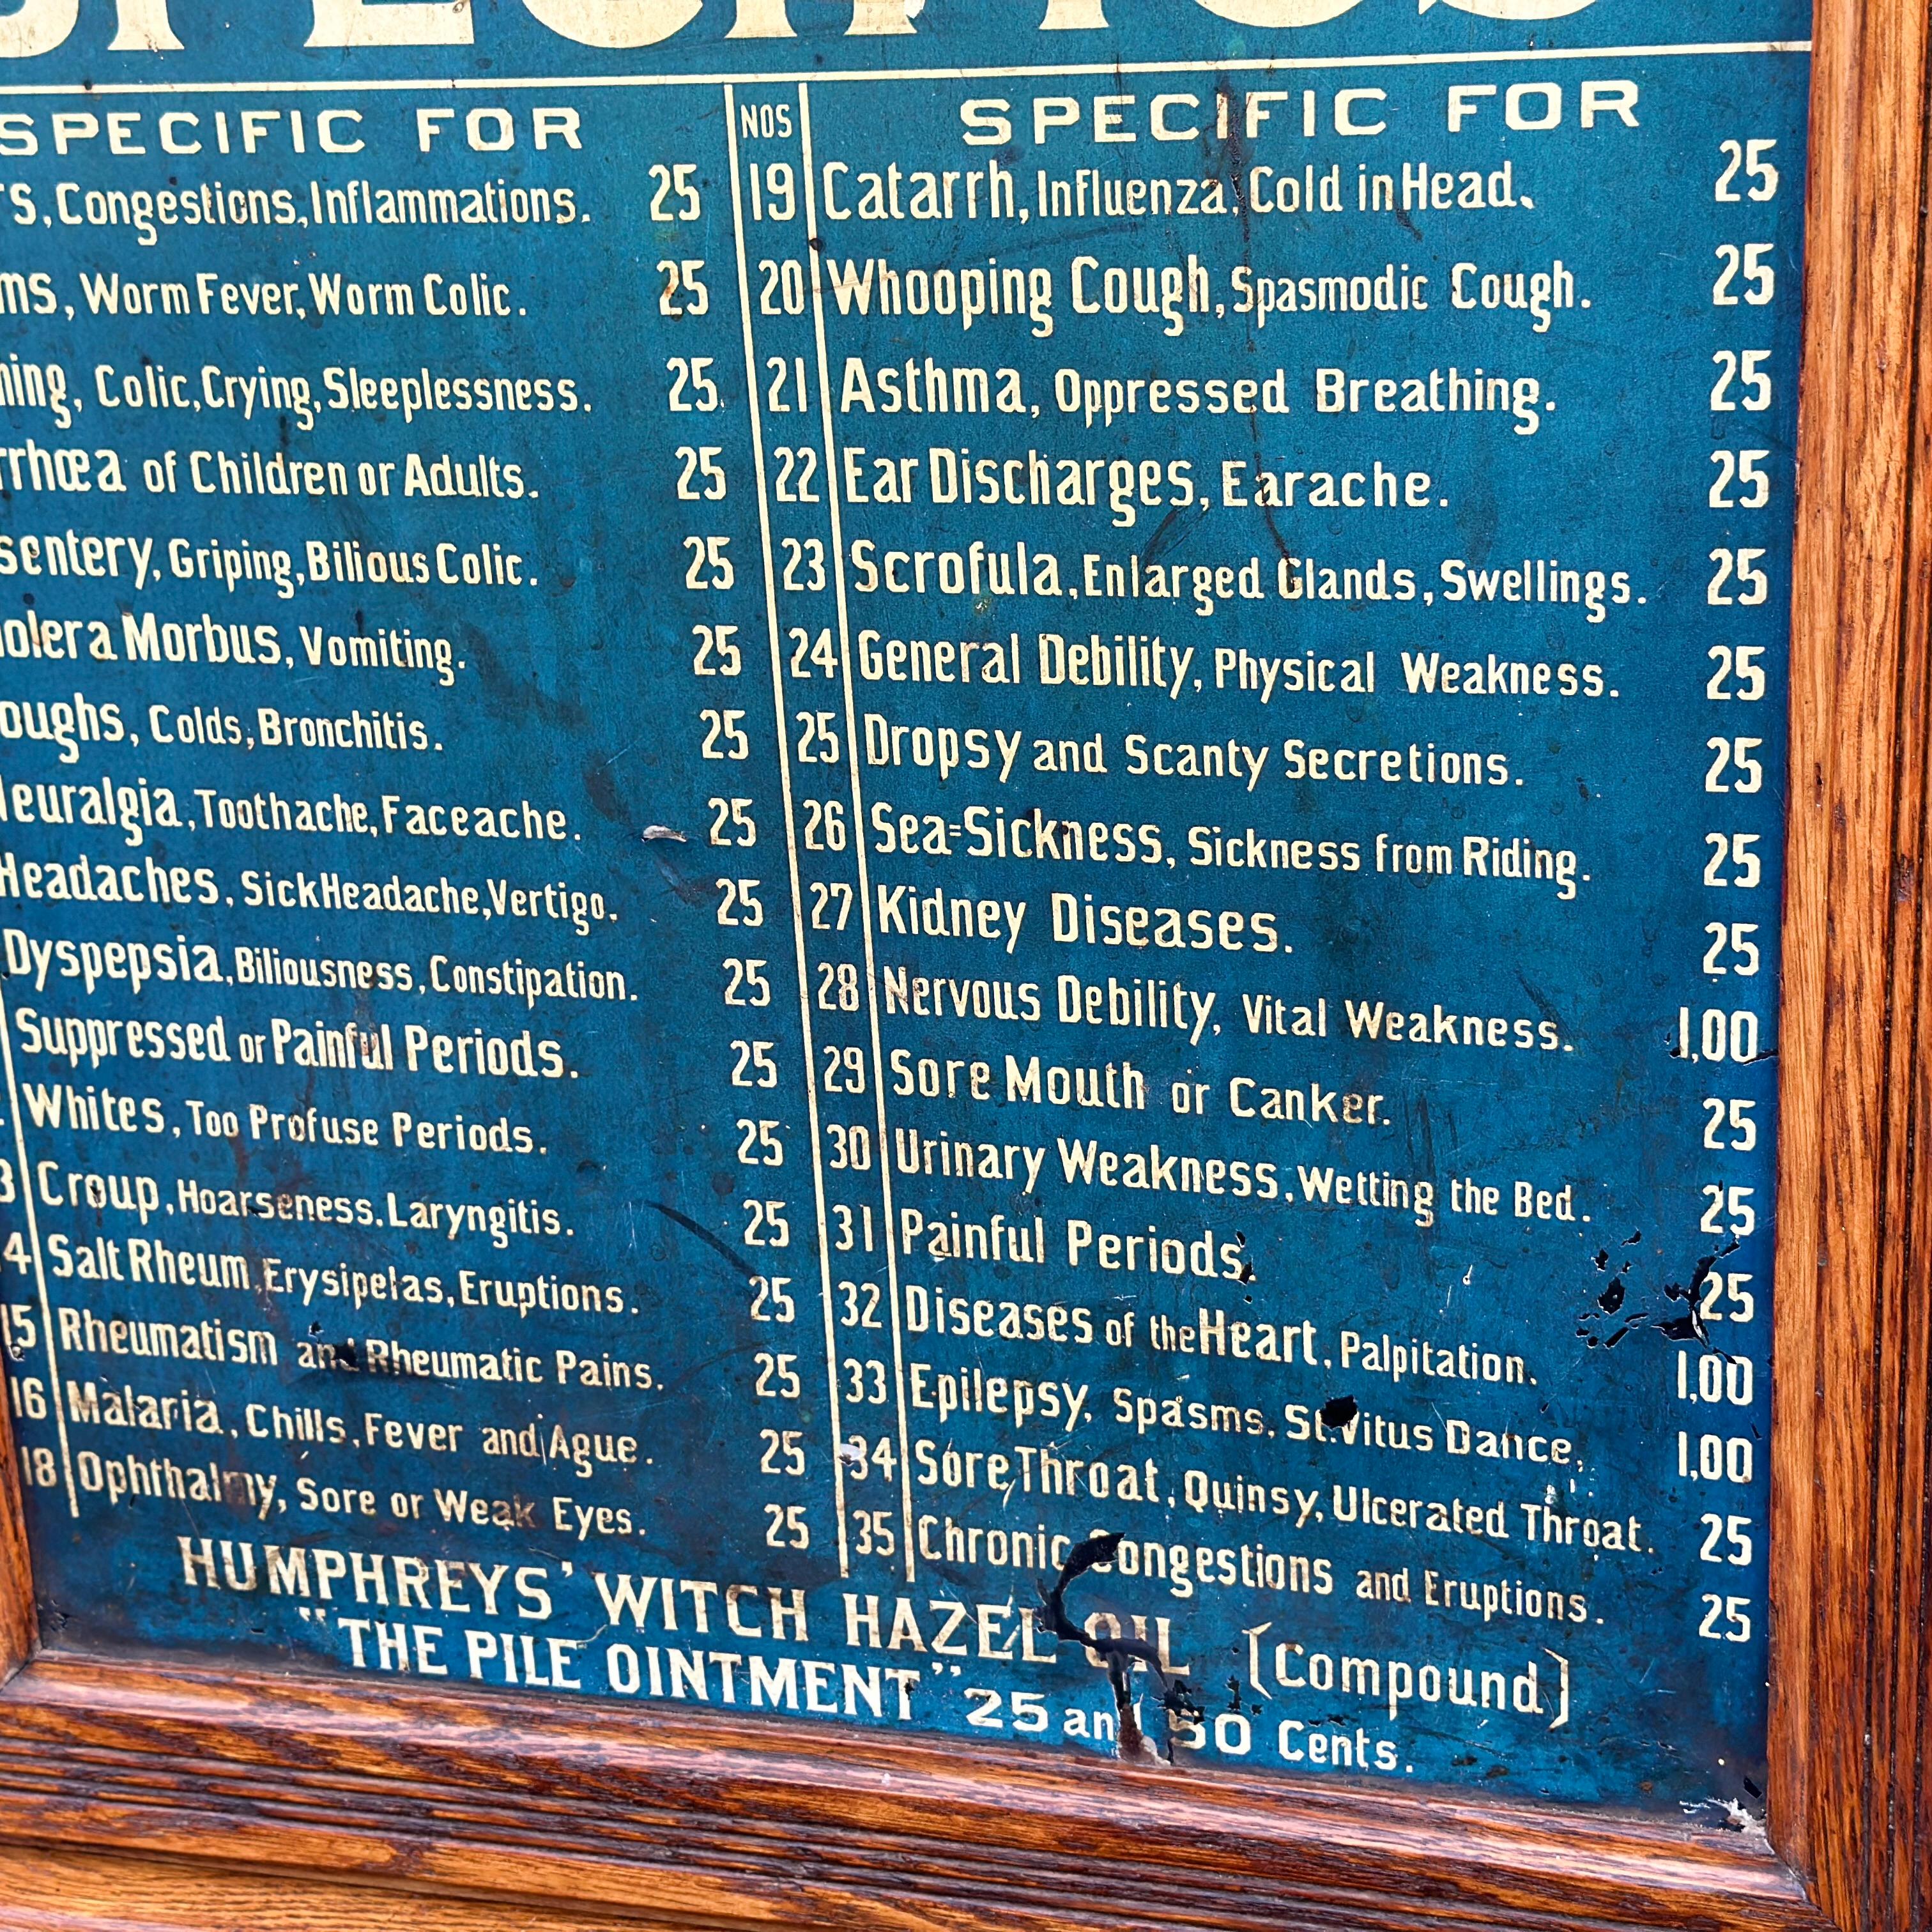 SPECIFIC FOR
Congestions, Inflammations. 25
Worm Fever, Worm Colic. 25
Colic, Crying, Sleeplessness. 25
of Children or Adults. 25
Griping, Bilious Colic. 25
Morbus, Vomiting. 25
Colds, Bronchitis. 25
Toothache, Faceache. 25
Headaches, Sick Headache, Vertigo. 25
Dyspepsia, Biliousness, Constipation. 25
Suppressed or Painful Periods. 25
Whites, Too Profuse Periods. 25
Croup, Hoarseness. Laryngitis. 25
Salt Rheum, Erysipelas, Eruptions. 25
15 Rheumatism and Rheumatic Pains. 25
16 Malaria, Chills, Fever and Ague. 25
18 Ophthalmy, Sore or Weak Eyes. 25
NOS SPECIFIC FOR
19 Catarrh, Influenza, Cold in Head. 25
20 Whooping Cough, Spasmodic Cough. 25
21 Asthma, Oppressed Breathing. 25
22 Ear Discharges, Earache. 25
23 Scrofula, Enlarged Glands, Swellings. 25
24 General Debility, Physical Weakness. 25
25 Dropsy and Scanty Secretions. 25
26 Sea=Sickness, Sickness from Riding. 25
27 Kidney Diseases. 25
28 Nervous Debility, Vital Weakness. 1,00
29 Sore Mouth or Canker. 25
30 Urinary Weakness, Wetting the Bed. 25
31 Painful Periods. 25
32 Diseases of the Heart, Palpitation. 1,00
33 Epilepsy, Spasms, St. Vitus Dance, 1,00
34 Sore Throat, Quinsy, Ulcerated Throat. 25
35 Chronic Congestions and Eruptions. 25
HUMPHREYS' WITCH HAZEL OIL (Compound)
"THE PILE OINTMENT" 25 and 50 Cents.